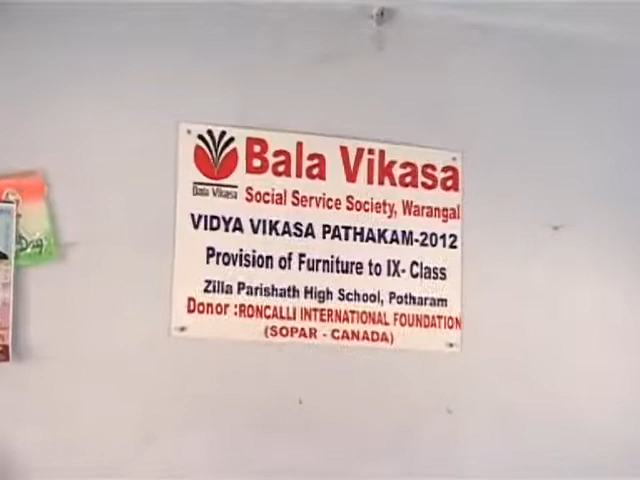 Bala Vikasa
Bala Vikasa
Social Service Society, Warangal
VIDYA VIKASA PATHAKAM-2012
Provision of Furniture to IX- Class
Zilla Parishath High School, Potharam
Donor :RONCALLI INTERNATIONAL FOUNDATION
(SOPAR - CANADA)